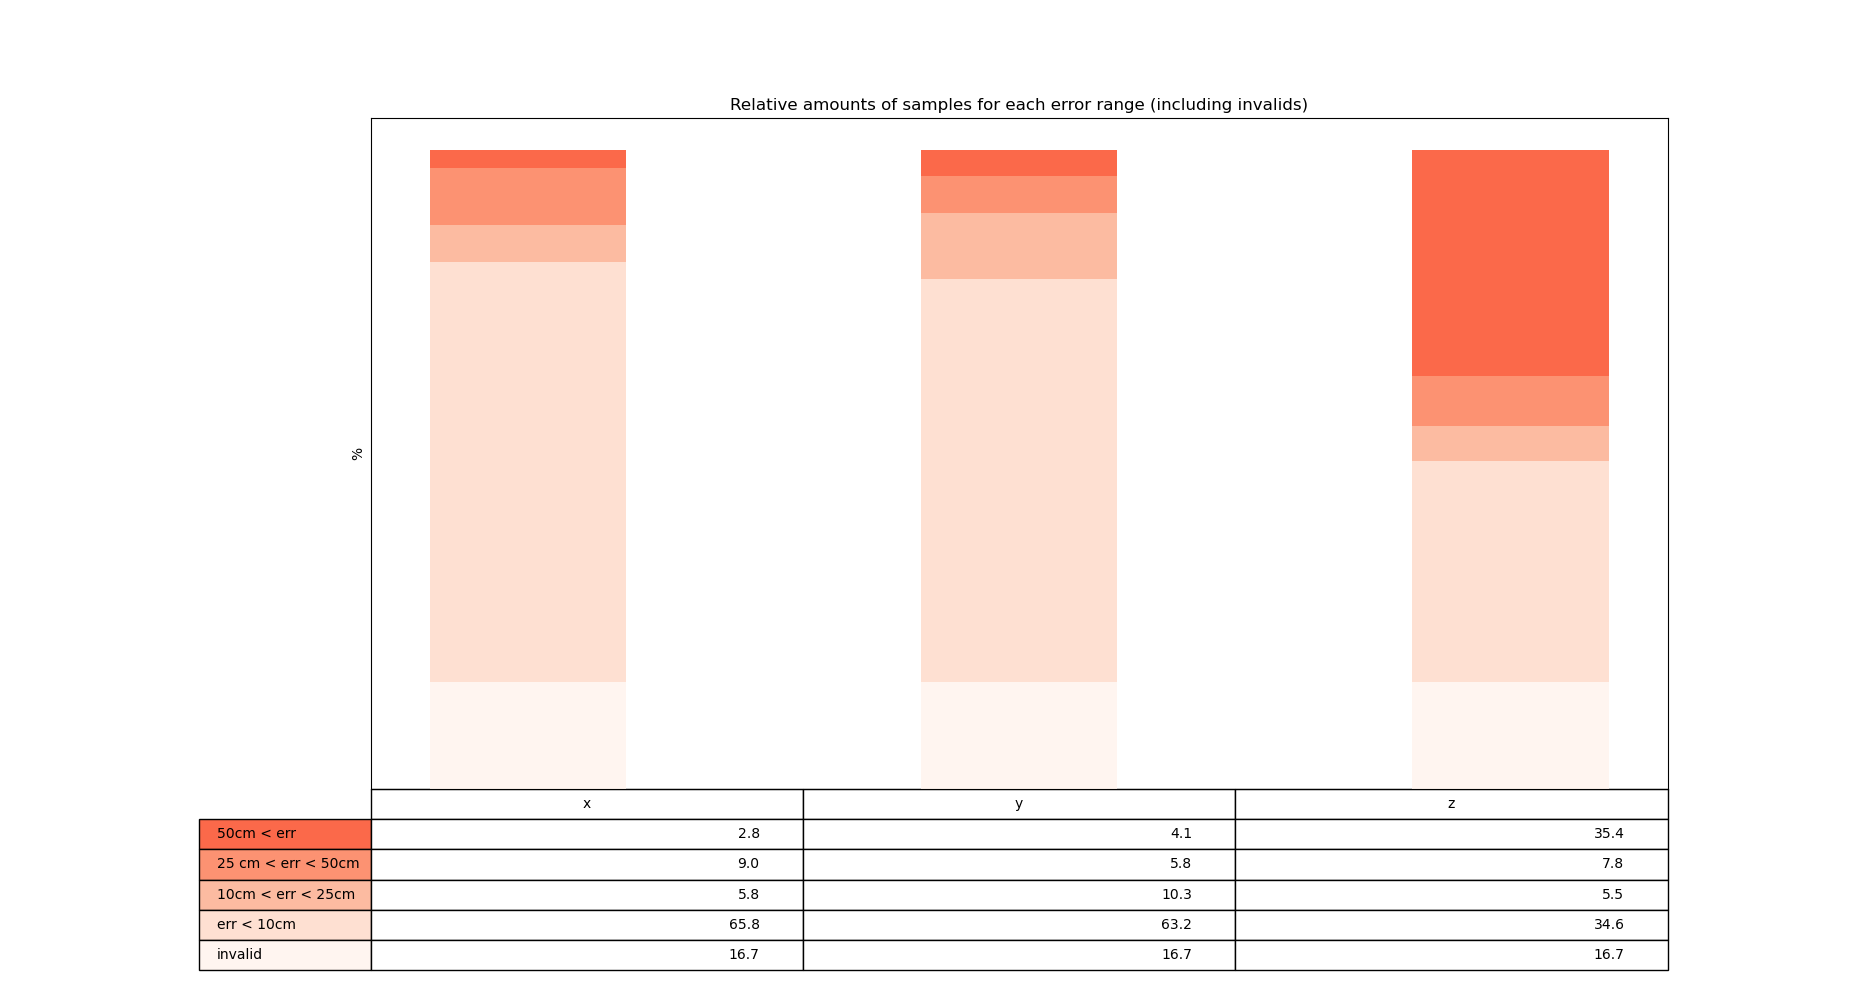 Relative amounts of samples for each error range (including invalids)
%
x y z
50cm < err 2.8 4.1 35.4
25 cm < err < 50cm 9.0 5.8 7.8
10cm < err < 25cm 5.8 10.3 5.5
err < 10cm 65.8 63.2 34.6
invalid 16.7 16.7 16.7